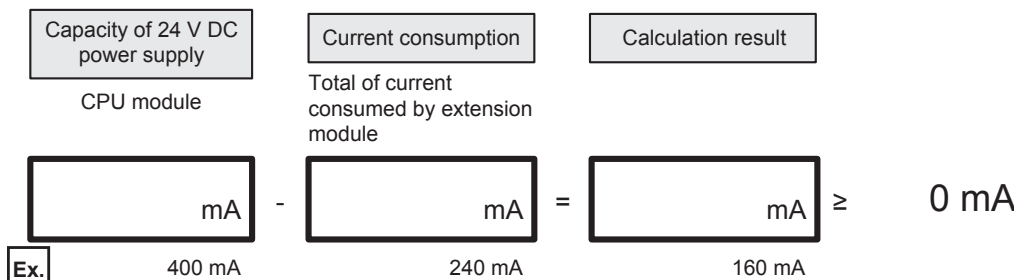 Capacity of 24 V DC
power supply
Current consumption
Calculation result
CPU module
Total of current
consumed by extension
module
mA - mA = mA ≥ 0 mA
Ex. 400 mA 240 mA 160 mA